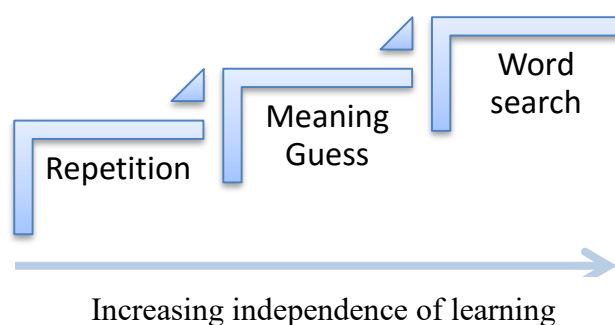 Repetition
Meaning
Guess
Word
search
Increasing independence of learning